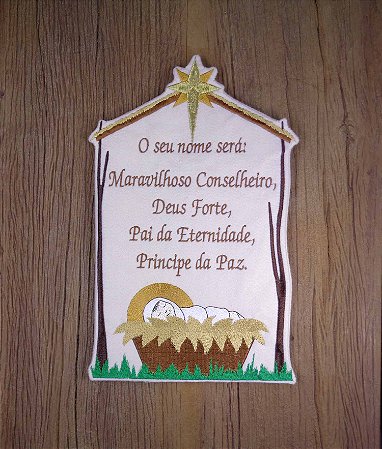 O seu nome será:
Maravilhoso Conselheiro,
Deus Forte,
Pai da Eternidade,
Principe da Paz.